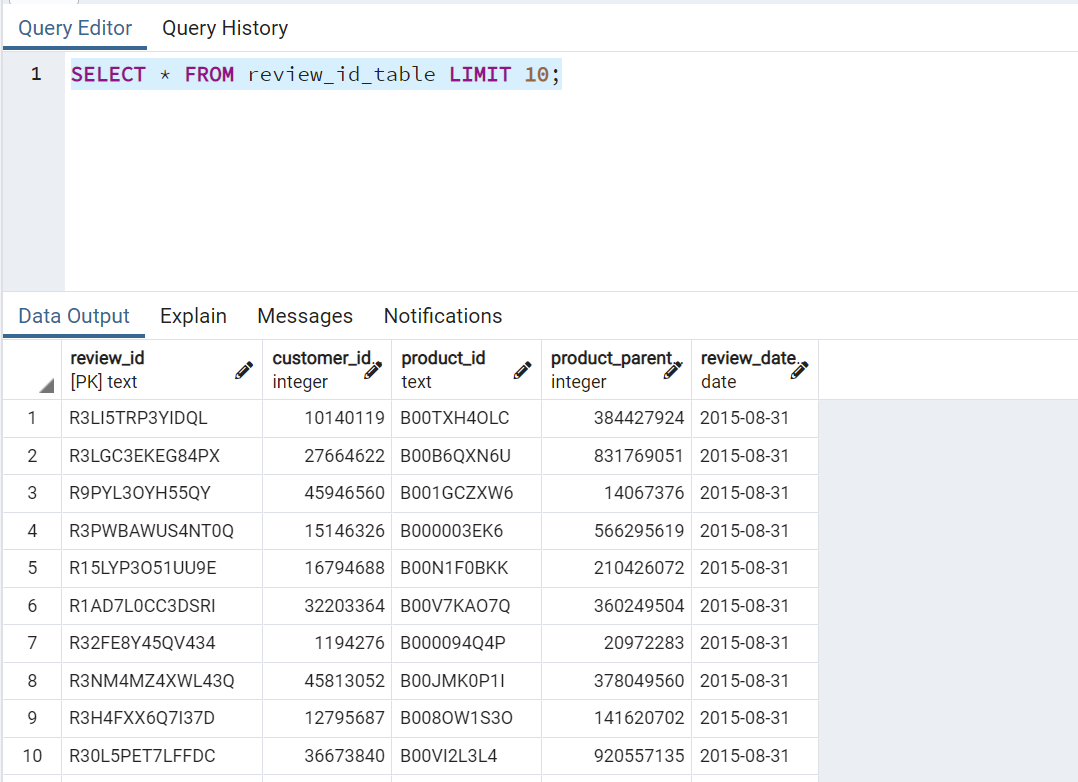 Query Editor Query History
1 SELECT * FROM review_id_table LIMIT 10;
Data Output Explain Messages Notifications
review_id customer_id product_id product_parent review_date
[PK] text integer text integer date
1 R3LI5TRP3YIDQL 10140119 B00TXH4OLC 384427924 2015-08-31
2 R3LGC3EKEG84PX 27664622 B00B6QXN6U 831769051 2015-08-31
3 R9PYL3OYH55QY 45946560 B001GCZXW6 14067376 2015-08-31
4 R3PWBAWUS4NT0Q 15146326 B000003EK6 566295619 2015-08-31
5 R15LYP3O51UU9E 16794688 B00N1F0BKK 210426072 2015-08-31
6 R1AD7L0CC3DSRI 32203364 B00V7KAO7Q 360249504 2015-08-31
7 R32FE8Y45QV434 1194276 B000094Q4P 20972283 2015-08-31
8 R3NM4MZ4XWL43Q 45813052 B00JMK0P1I 378049560 2015-08-31
9 R3H4FXX6Q7I37D 12795687 B008OW1S3O 141620702 2015-08-31
10 R30L5PET7LFFDC 36673840 B00VI2L3L4 920557135 2015-08-31